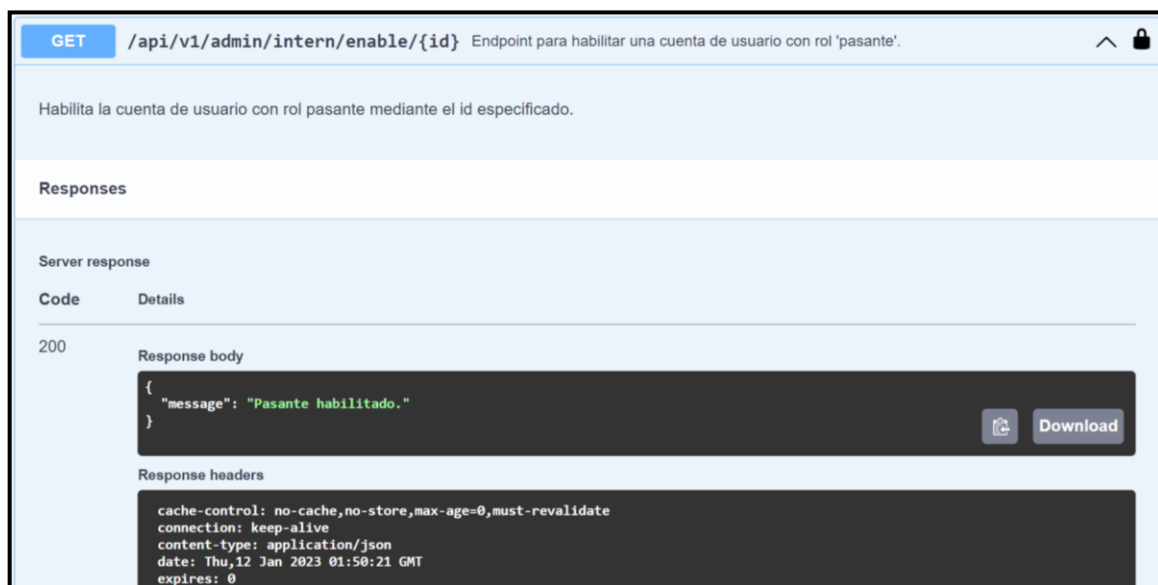 GET /api/v1/admin/intern/enable/{id} Endpoint para habilitar una cuenta de usuario con rol 'pasante'.
Habilita la cuenta de usuario con rol pasante mediante el id especificado.
Responses
Server response
Code Details
200
Response body
{
"message": "Pasante habilitado."
}
Download
Response headers
cache-control: no-cache,no-store,max-age=0,must-revalidate
connection: keep-alive
content-type: application/json
date: Thu,12 Jan 2023 01:50:21 GMT
expires: 0